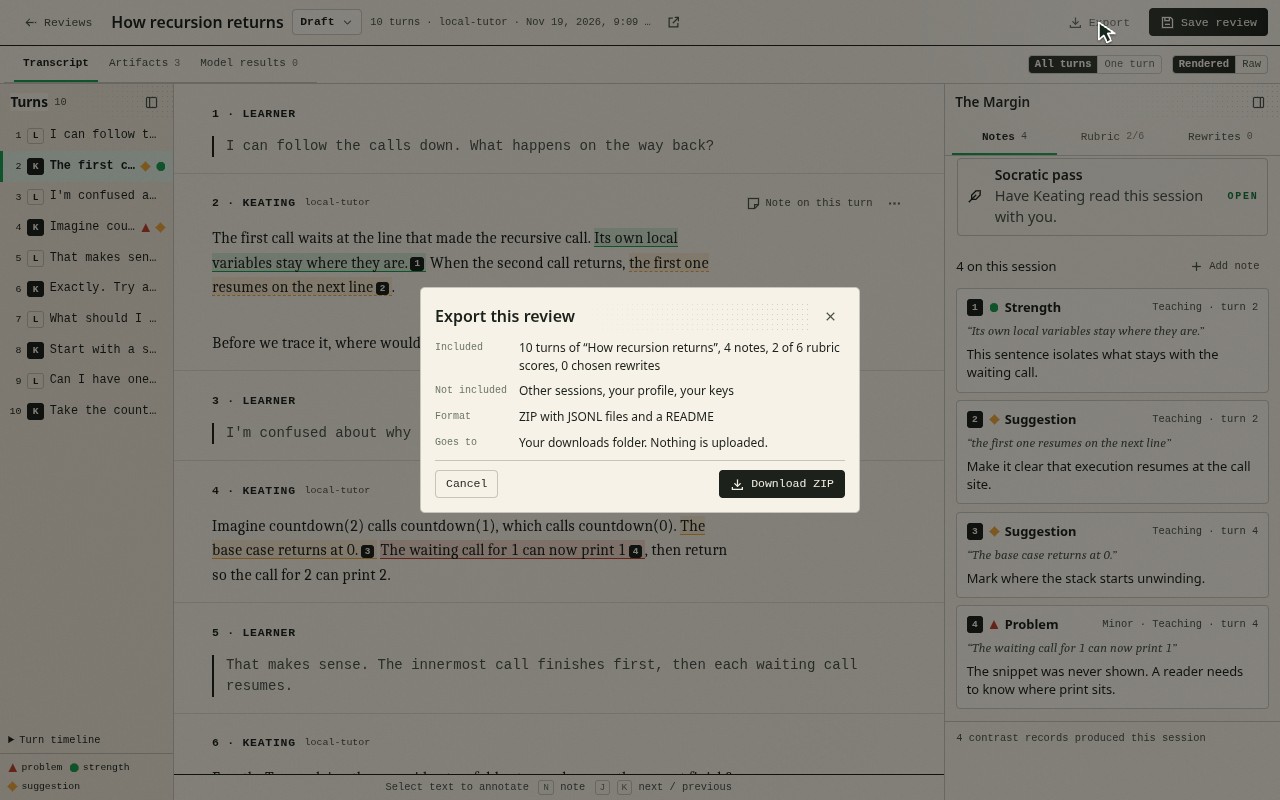 Reviews
How recursion returns
Draft
10 turns · local-tutor · Nov 19, 2026, 9:09 …
Export
Save review
Transcript
Artifacts 3
Model results 0
All turns
One turn
Rendered
Raw
Turns 10
1 L I can follow t…
2 K The first c…
3 L I'm confused a…
4 K Imagine cou…
5 L That makes sen…
6 K Exactly. Try a…
7 L What should I …
8 K Start with a s…
9 L Can I have one…
10 K Take the count…
Turn timeline
problem strength
suggestion
1 · LEARNER
I can follow the calls down. What happens on the way back?
2 · KEATING local-tutor
Note on this turn
The first call waits at the line that made the recursive call. Its own local
variables stay where they are. 1 When the second call returns, the first one
resumes on the next line 2 .
Before we trace it, where would
3 · LEARNER
I'm confused about why
4 · KEATING local-tutor
Imagine countdown(2) calls countdown(1), which calls countdown(0). The
base case returns at 0. 3 The waiting call for 1 can now print 1 4 , then return
so the call for 2 can print 2.
5 · LEARNER
That makes sense. The innermost call finishes first, then each waiting call
resumes.
6 · KEATING local-tutor
Select text to annotate N note J K next / previous
Export this review
Included 10 turns of “How recursion returns”, 4 notes, 2 of 6 rubric
scores, 0 chosen rewrites
Not included Other sessions, your profile, your keys
Format ZIP with JSONL files and a README
Goes to Your downloads folder. Nothing is uploaded.
Cancel
Download ZIP
The Margin
Notes 4
Rubric 2/6
Rewrites 0
Socratic pass
Have Keating read this session
with you.
OPEN
4 on this session
Add note
1 Strength Teaching · turn 2
"Its own local variables stay where they are."
This sentence isolates what stays with the
waiting call.
2 Suggestion Teaching · turn 2
"the first one resumes on the next line"
Make it clear that execution resumes at the call
site.
3 Suggestion Teaching · turn 4
"The base case returns at 0."
Mark where the stack starts unwinding.
4 Problem Minor · Teaching · turn 4
"The waiting call for 1 can now print 1"
The snippet was never shown. A reader needs
to know where print sits.
4 contrast records produced this session